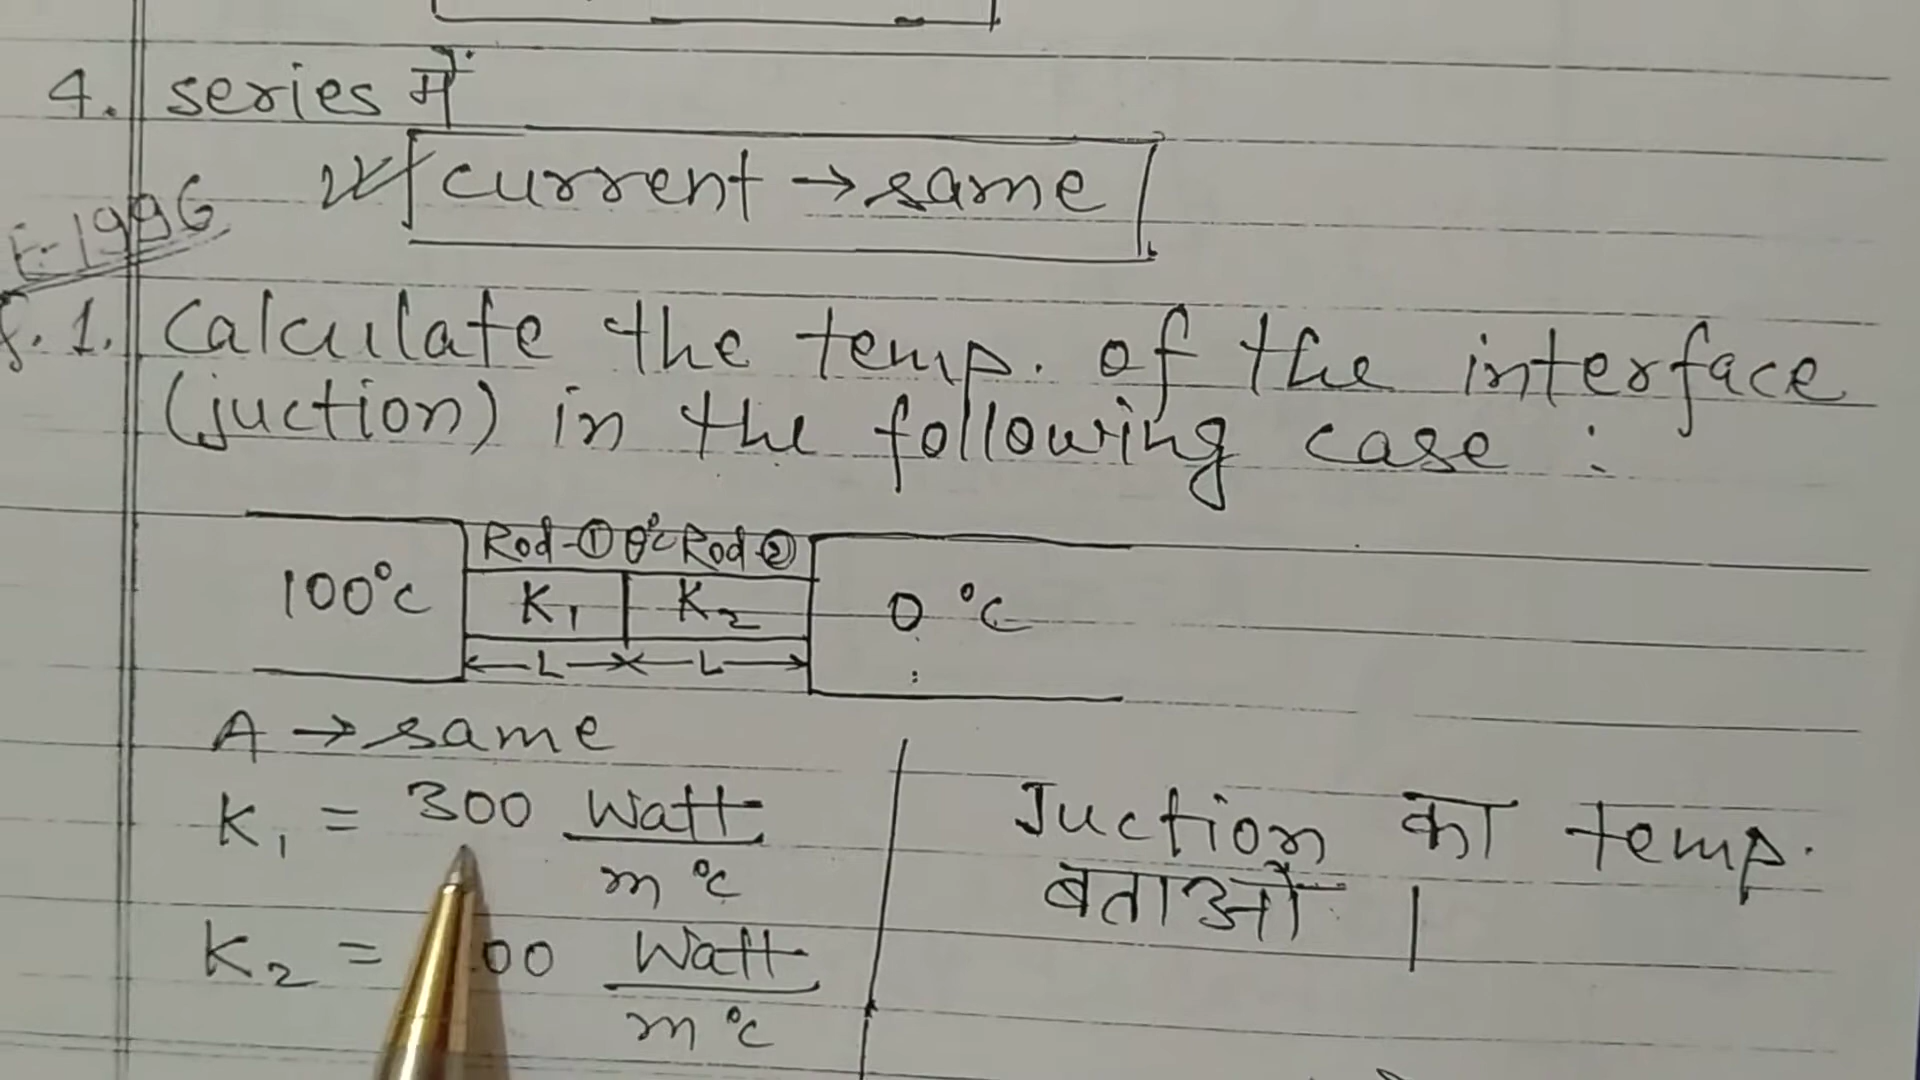 4. series में
current → same
1996
1. Calculate the temp. of the interface
(juction) in the following case :
Rod-① θ°C Rod ②
100°C K₁ K₂ 0 °C
L L
A → same
K₁ = 300 Watt / m °C
Juction का temp.
बताओ ।
K₂ = 00 Watt / m °C